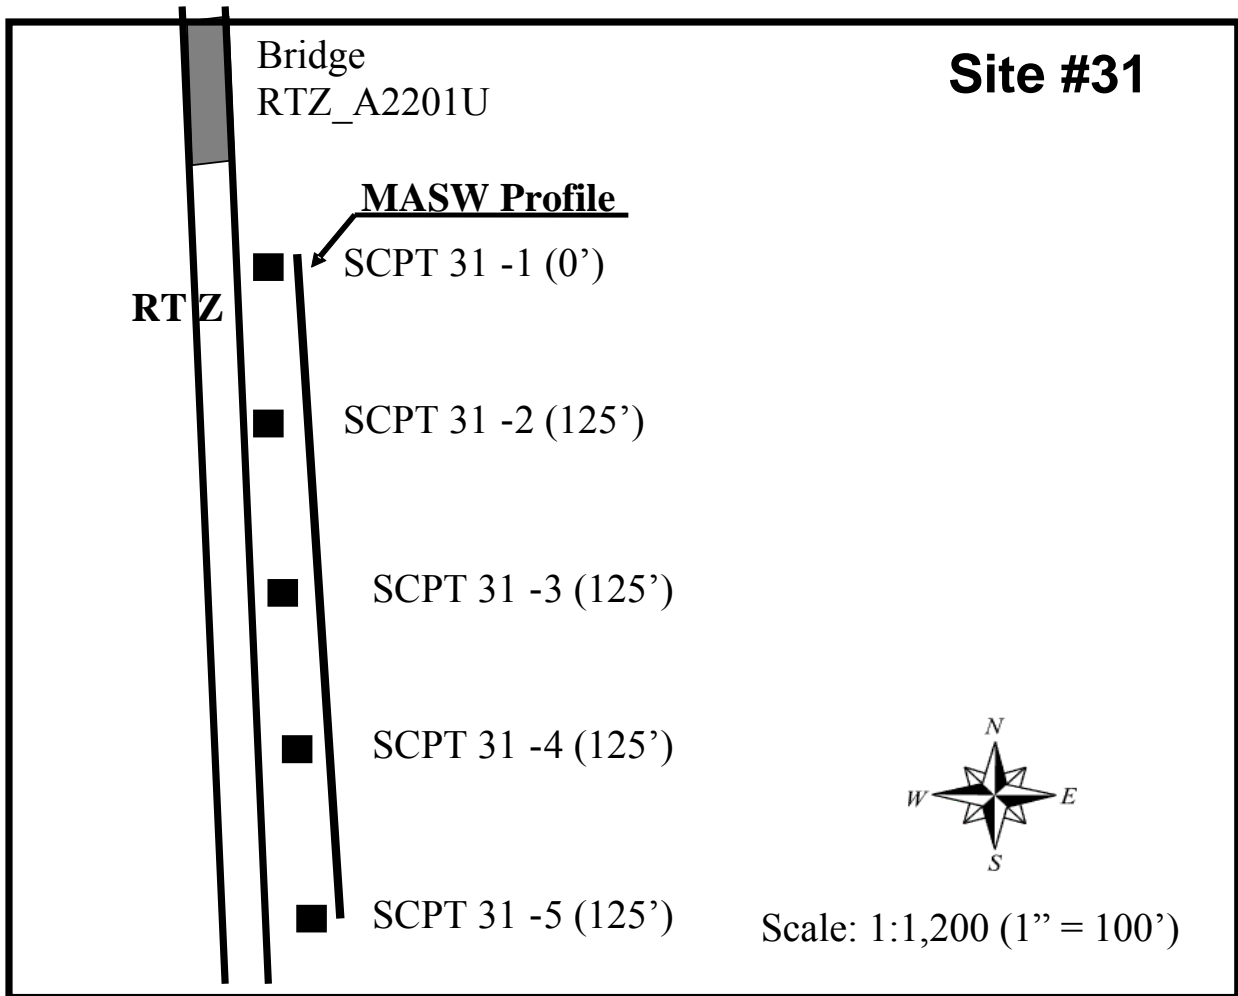 Bridge
RTZ_A2201U
Site #31
MASW Profile
SCPT 31 -1 (0’)
RT Z
SCPT 31 -2 (125’)
SCPT 31 -3 (125’)
SCPT 31 -4 (125’)
N
W
E
S
SCPT 31 -5 (125’)
Scale: 1:1,200 (1” = 100’)